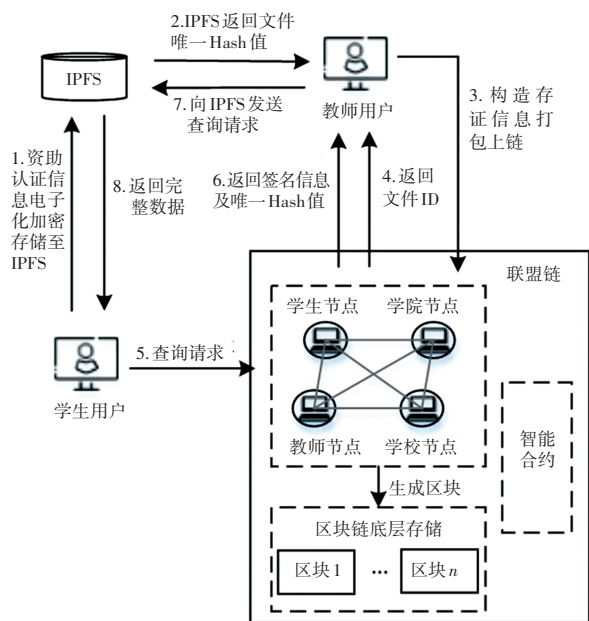 2.IPFS返回文件
唯一Hash值
IPFS
7.向IPFS发送
查询请求
教师用户
3. 构造存
证信息打
包上链
1.资助
认证信
息电子
化加密
存储至
IPFS
8.返回完
整数据
6.返回签名信息
及唯一Hash值
4.返回
文件ID
联盟链
学生节点
学院节点
5.查询请求
学生用户
教师节点
学校节点
智能
合约
生成区块
区块链底层存储
区块1
...
区块n